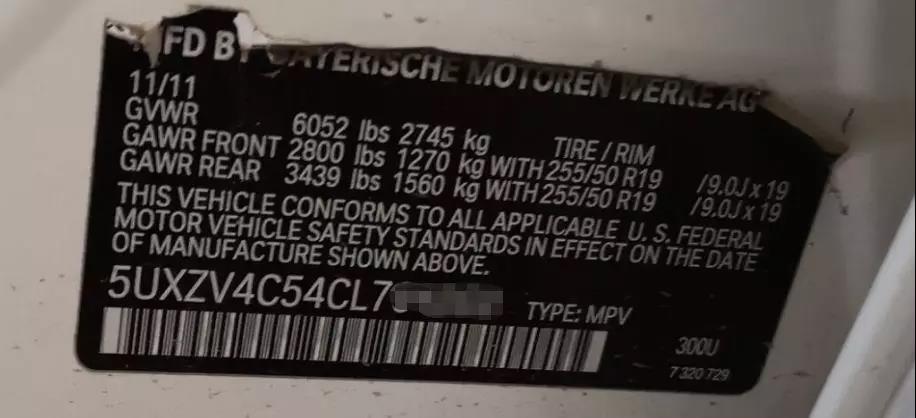 MFD BY BAYERISCHE MOTOREN WERKE AG
11/11
GVWR 6052 lbs 2745 kg TIRE / RIM
GAWR FRONT 2800 lbs 1270 kg WITH 255/50 R19 /9.0J x 19
GAWR REAR 3439 lbs 1560 kg WITH 255/50 R19 /9.0J x 19
THIS VEHICLE CONFORMS TO ALL APPLICABLE U. S. FEDERAL
MOTOR VEHICLE SAFETY STANDARDS IN EFFECT ON THE DATE
OF MANUFACTURE SHOWN ABOVE.
5UXZV4C54CL7 TYPE: MPV
300U
7 320 729